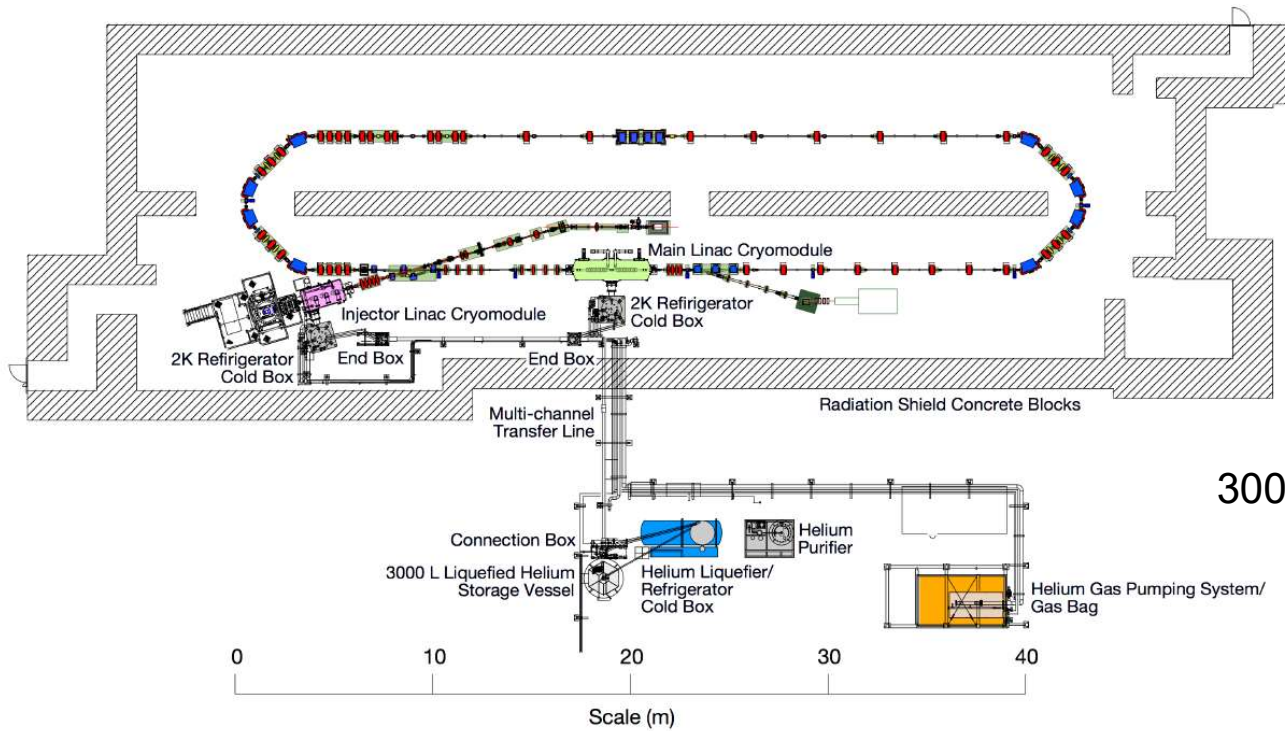 Main Linac Cryomodule
2K Refrigerator
Cold Box
Injector Linac Cryomodule
2K Refirigerator
Cold Box
End Box
End Box
Radiation Shield Concrete Blocks
Multi-channel
Transfer Line
300
Connection Box
Helium
Purifier
3000 L Liquefied Helium
Storage Vessel
Helium Liquefier/
Refrigerator
Cold Box
Helium Gas Pumping System/
Gas Bag
0 10 20 30 40
Scale (m)